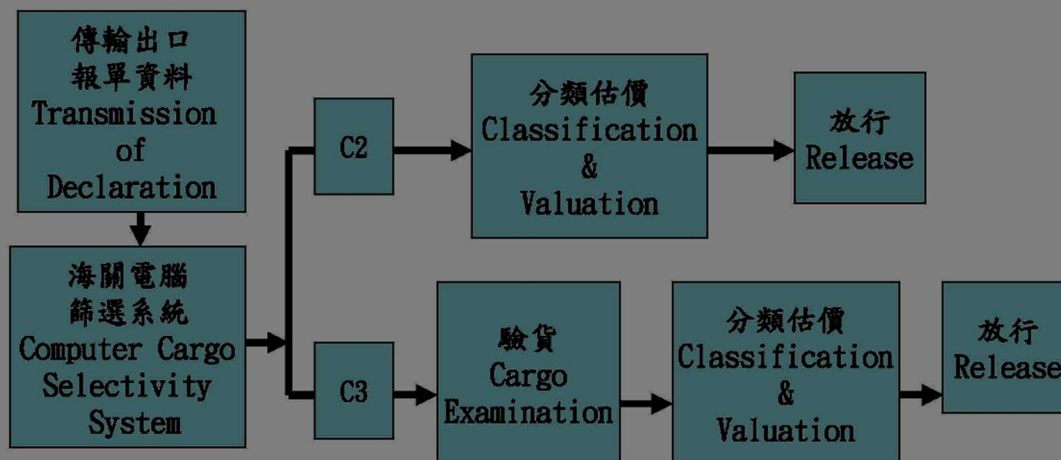 傳輸出口
報單資料
Transmission
of
Declaration
海關電腦
篩選系統
Computer Cargo
Selectivity
System
C2
分類估價
Classification
&
Valuation
放行
Release
C3
驗貨
Cargo
Examination
分類估價
Classification
&
Valuation
放行
Release